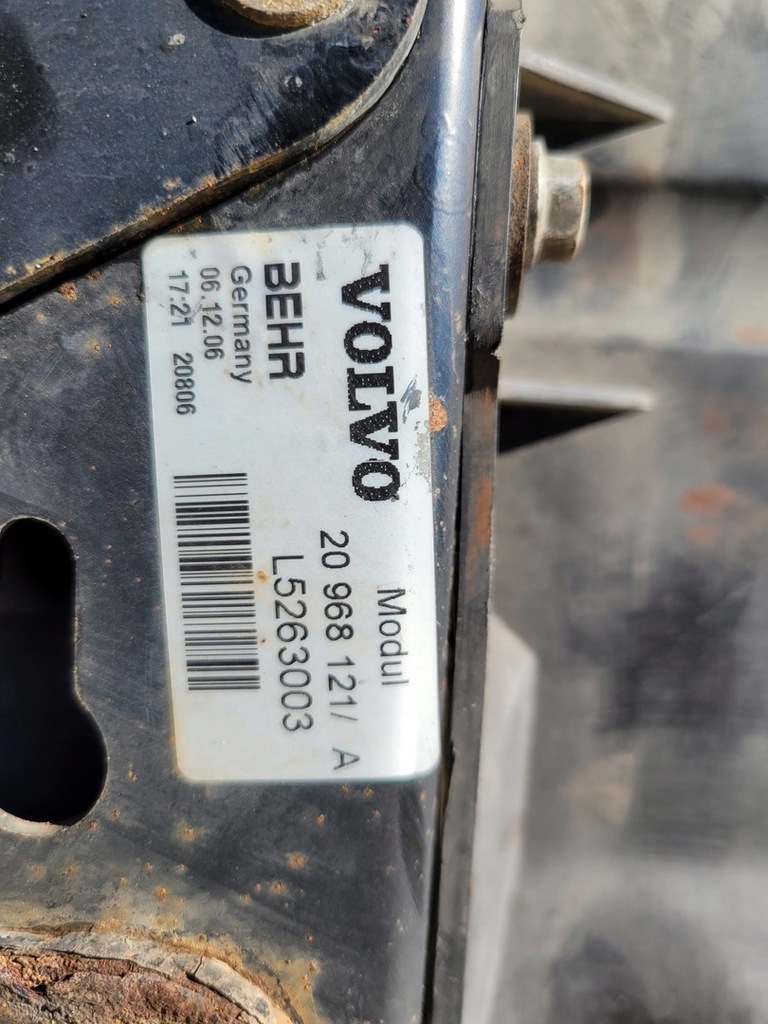 VOLVO
BEHR
Germany
06.12.06
17:21 20806
Modul
20 968 121/ A
L5263003